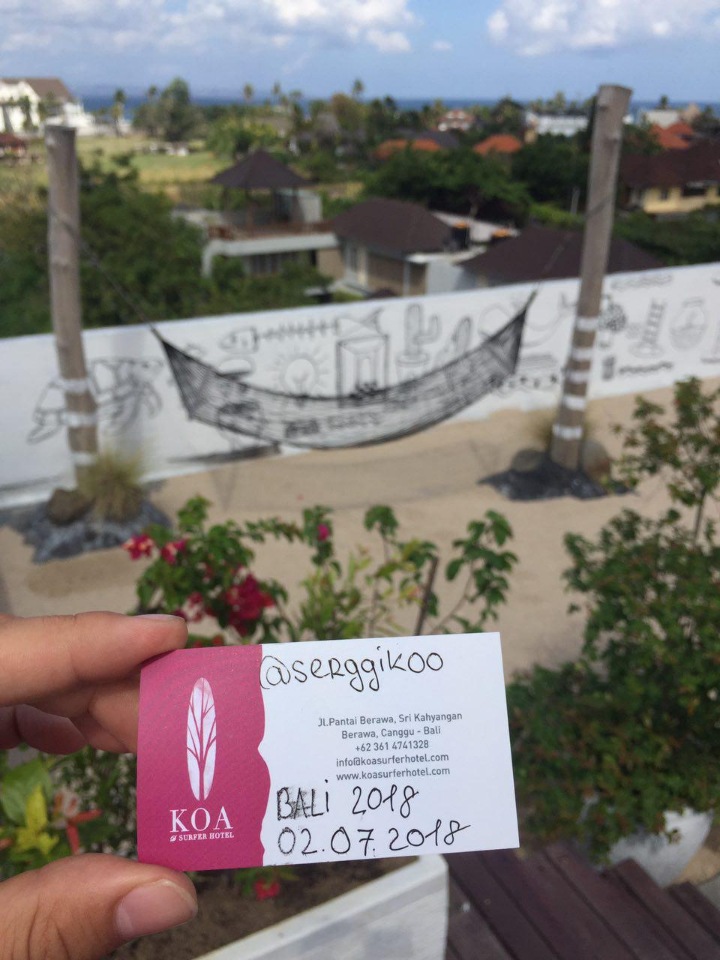 @serggikoo
Jl.Pantai Berawa, Sri Kahyangan
Berawa, Canggu - Bali
+62 361 4741328
info@koasurferhotel.com
www.koasurferhotel.com
BALi 2018
02.07.2018
KOA
SURFER HOTEL